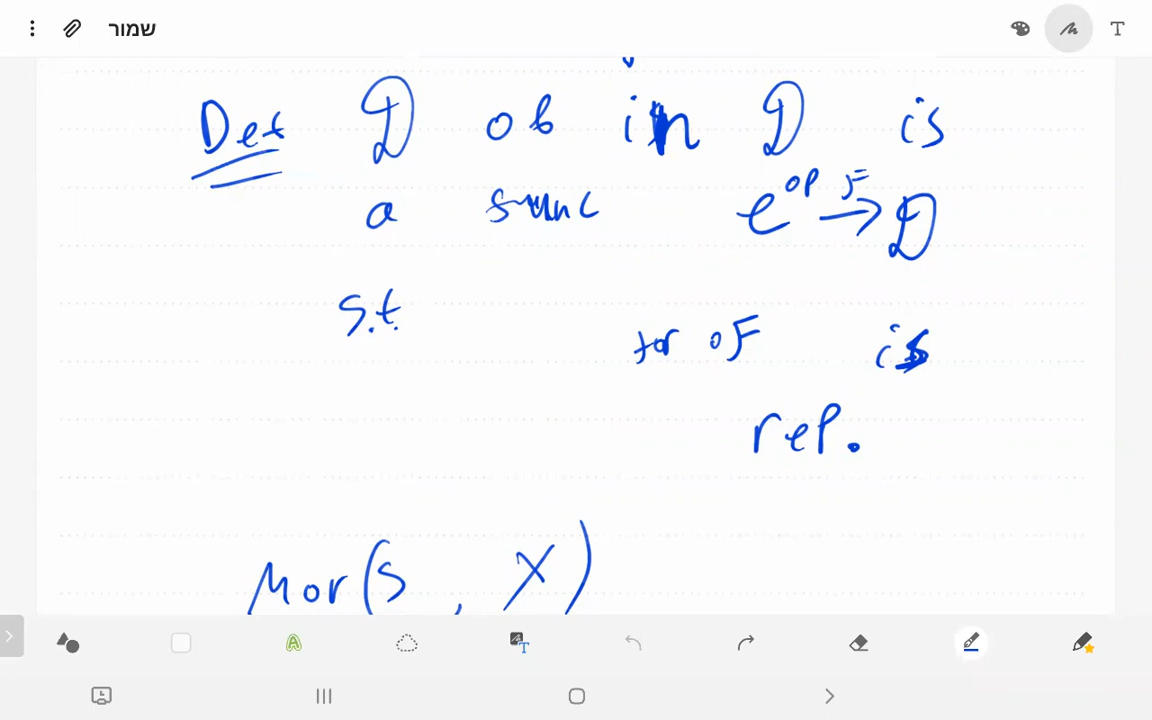 שמור
Def D ob in D is
a func e^op F→ D
s.t.
for oF is
rep.
Mor(S , X)